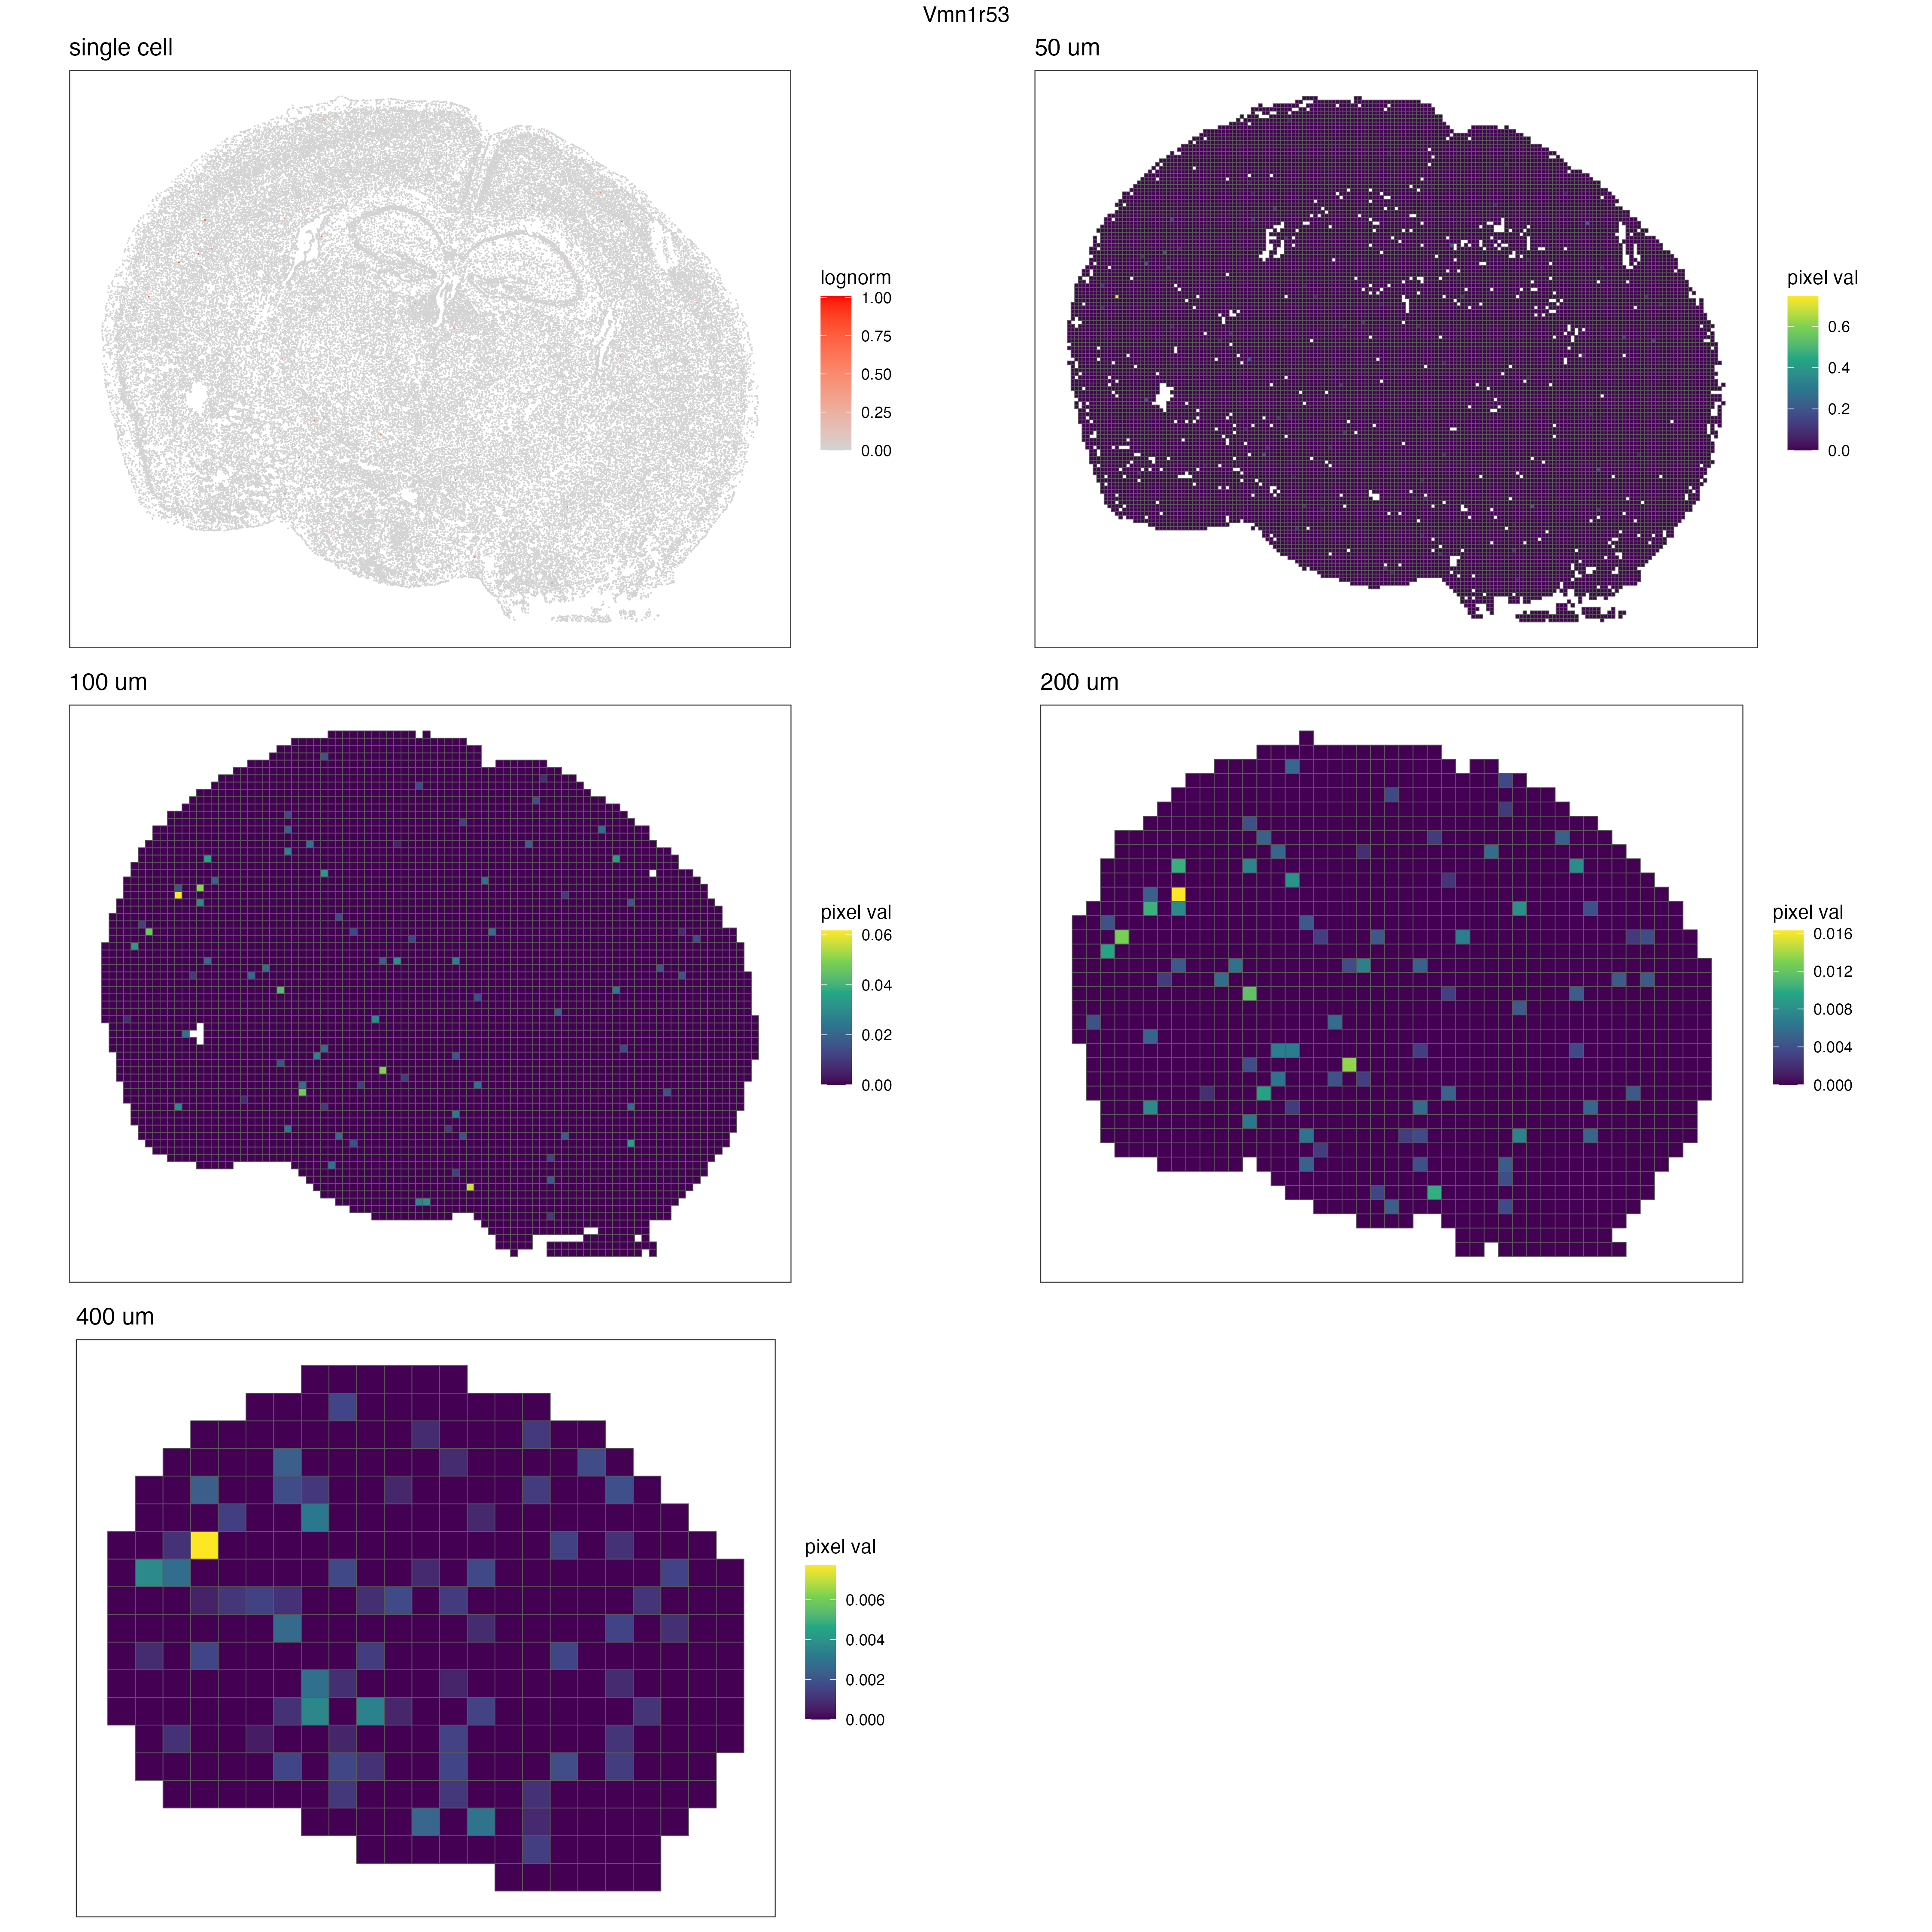 Vmn1r53
single cell
lognorm
1.00
0.75
0.50
0.25
0.00
50 um
pixel val
0.6
0.4
0.2
0.0
100 um
pixel val
0.06
0.04
0.02
0.00
200 um
pixel val
0.016
0.012
0.008
0.004
0.000
400 um
pixel val
0.006
0.004
0.002
0.000